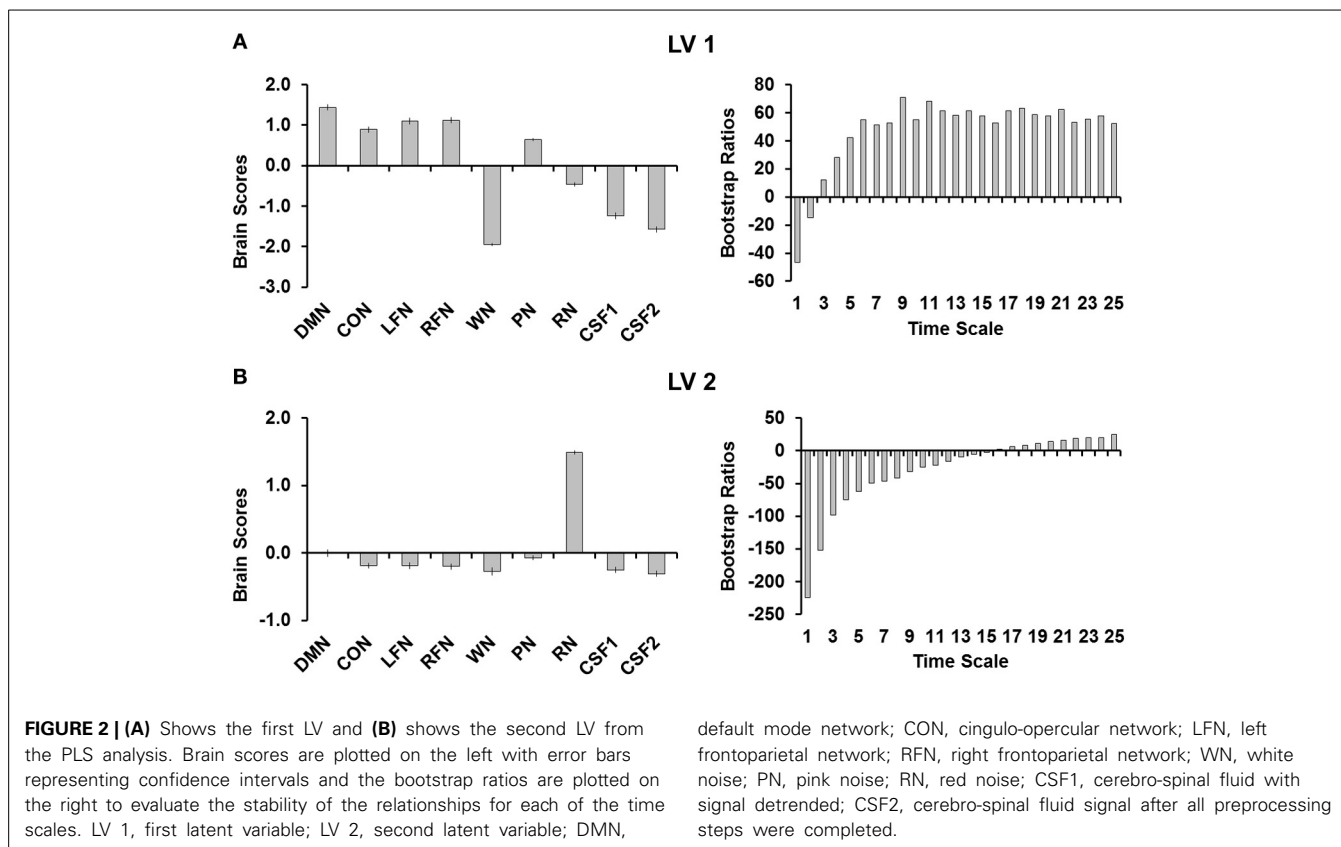 A
LV 1
2.0
1.0
0.0
-1.0
-2.0
-3.0
Brain Scores
DMN CON LFN RFN WN PN RN CSF1 CSF2
80
60
40
20
0
-20
-40
-60
Bootstrap Ratios
1 3 5 7 9 11 13 15 17 19 21 23 25
Time Scale
B
LV 2
2.0
1.0
0.0
-1.0
Brain Scores
DMN CON LFN RFN WN PN RN CSF1 CSF2
50
0
-50
-100
-150
-200
-250
Bootstrap Ratios
1 3 5 7 9 11 13 15 17 19 21 23 25
Time Scale
FIGURE 2 | (A) Shows the first LV and (B) shows the second LV from
the PLS analysis. Brain scores are plotted on the left with error bars
representing confidence intervals and the bootstrap ratios are plotted on
the right to evaluate the stability of the relationships for each of the time
scales. LV 1, first latent variable; LV 2, second latent variable; DMN,
default mode network; CON, cingulo-opercular network; LFN, left
frontoparietal network; RFN, right frontoparietal network; WN, white
noise; PN, pink noise; RN, red noise; CSF1, cerebro-spinal fluid with
signal detrended; CSF2, cerebro-spinal fluid signal after all preprocessing
steps were completed.